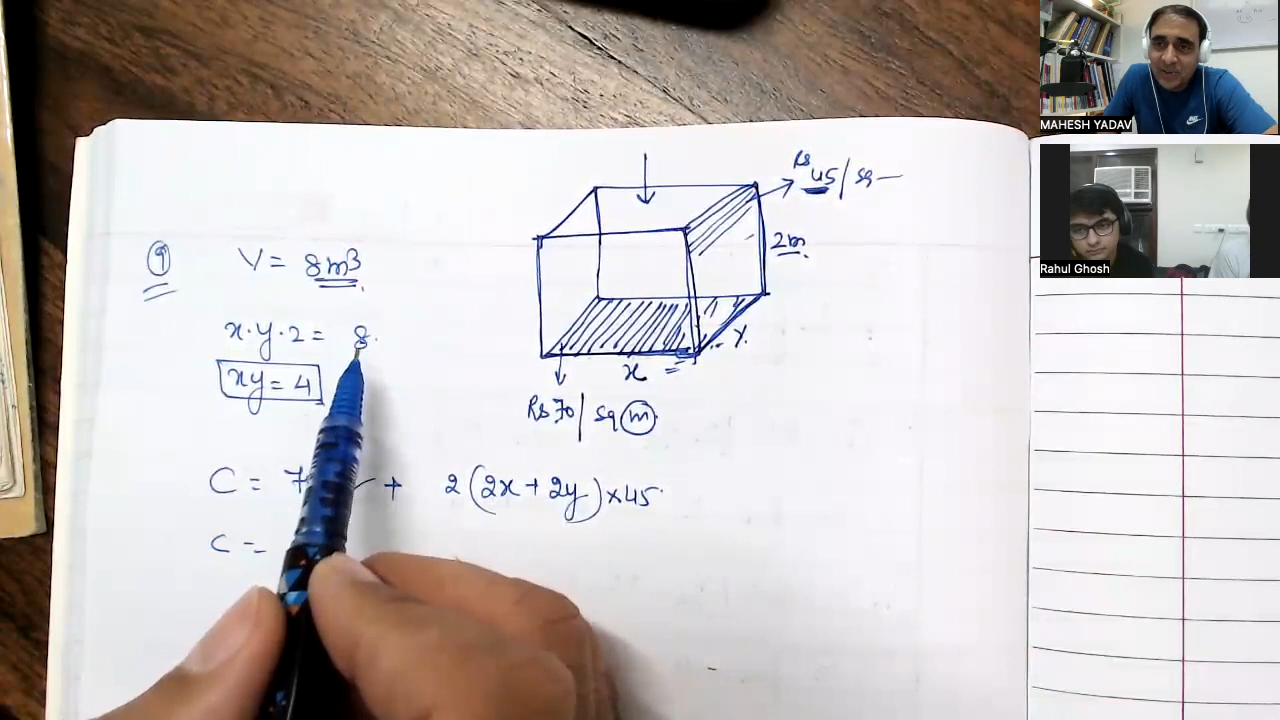 MAHESH YADAV
Rahul Ghosh
Rs 45/sq
9
V = 8m³
2m.
x·y·2 = 8.
y.
x
xy = 4
Rs 70/sq m
C = 7 + 2(2x + 2y)×45
C =